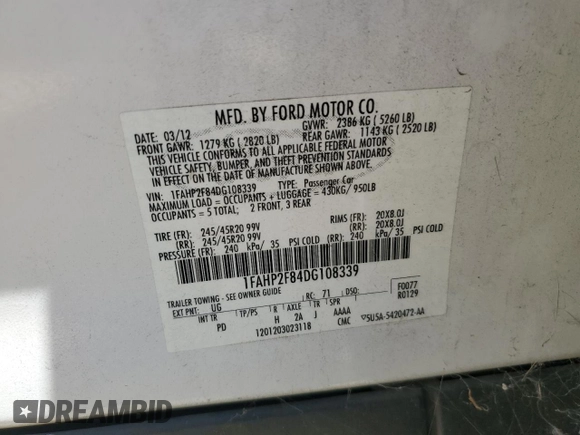 MFD. BY FORD MOTOR CO.
DATE: 03/12 GVWR: 2386 KG ( 5260 LB)
FRONT GAWR: 1279 KG ( 2820 LB) REAR GAWR: 1143 KG ( 2520 LB)
THIS VEHICLE CONFORMS TO ALL APPLICABLE FEDERAL MOTOR
VEHICLE SAFETY, BUMPER, AND THEFT PREVENTION STANDARDS
IN EFFECT ON THE DATE OF MANUFACTURE SHOWN ABOVE.
VIN: 1FAHP2F84DG108339 TYPE: Passenger Car
MAXIMUM LOAD = OCCUPANTS + LUGGAGE = 430KG/ 950LB
OCCUPANTS = 5 TOTAL; 2 FRONT, 3 REAR
TIRE (FR): 245/45R20 99V RIMS (FR): 20X8.0J
(RR): 245/45R20 99V (RR): 20X8.0J
PRESSURE (FR): 240 kPa/ 35 PSI COLD (RR): 240 kPa/ 35 PSI COLD
1FAHP2F84DG108339
TRAILER TOWING - SEE OWNER GUIDE
EXT PNT: UG RC: 71 DSO: F0077
R0129
INT TR TP/PS R AXLE TR SPR
PD H 2A J AAAA
1201203023118 CMC 5U5A-5420472-AA
DREAMBID